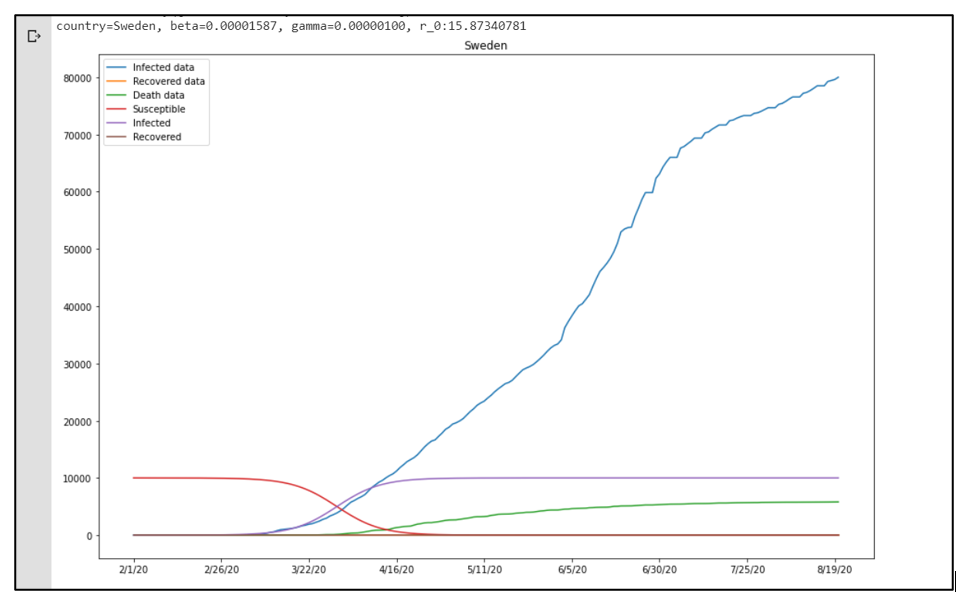 country=Sweden, beta=0.00001587, gamma=0.00000100, r_0:15.87340781
Sweden
Infected data
Recovered data
Death data
Susceptible
Infected
Recovered
80000
70000
60000
50000
40000
30000
20000
10000
0
2/1/20 2/26/20 3/22/20 4/16/20 5/11/20 6/5/20 6/30/20 7/25/20 8/19/20